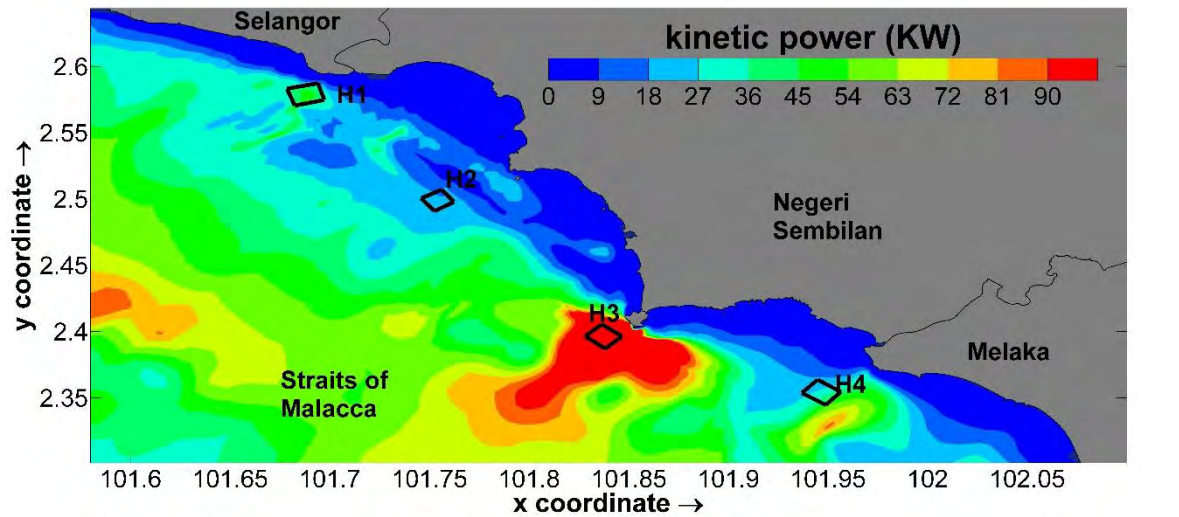 Selangor
kinetic power (KW)
0 9 18 27 36 45 54 63 72 81 90
H1
H2
H3
H4
Negeri
Sembilan
Melaka
Straits of
Malacca
y coordinate →
2.6
2.55
2.5
2.45
2.4
2.35
101.6 101.65 101.7 101.75 101.8 101.85 101.9 101.95 102 102.05
x coordinate →